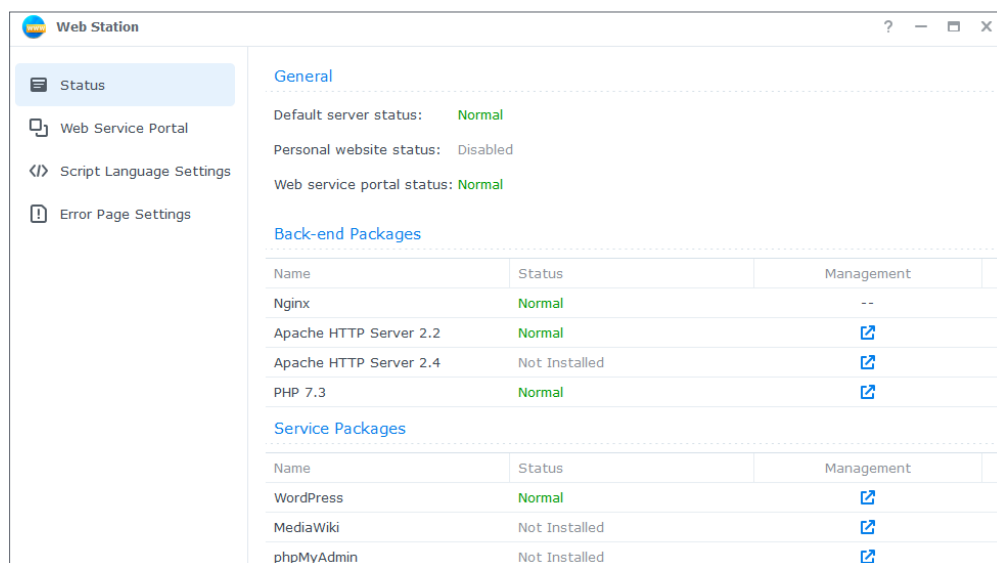 Web Station
Status
Web Service Portal
Script Language Settings
Error Page Settings
General
Default server status: Normal
Personal website status: Disabled
Web service portal status: Normal
Back-end Packages
Name Status Management
Nginx Normal --
Apache HTTP Server 2.2 Normal
Apache HTTP Server 2.4 Not Installed
PHP 7.3 Normal
Service Packages
Name Status Management
WordPress Normal
MediaWiki Not Installed
phpMyAdmin Not Installed